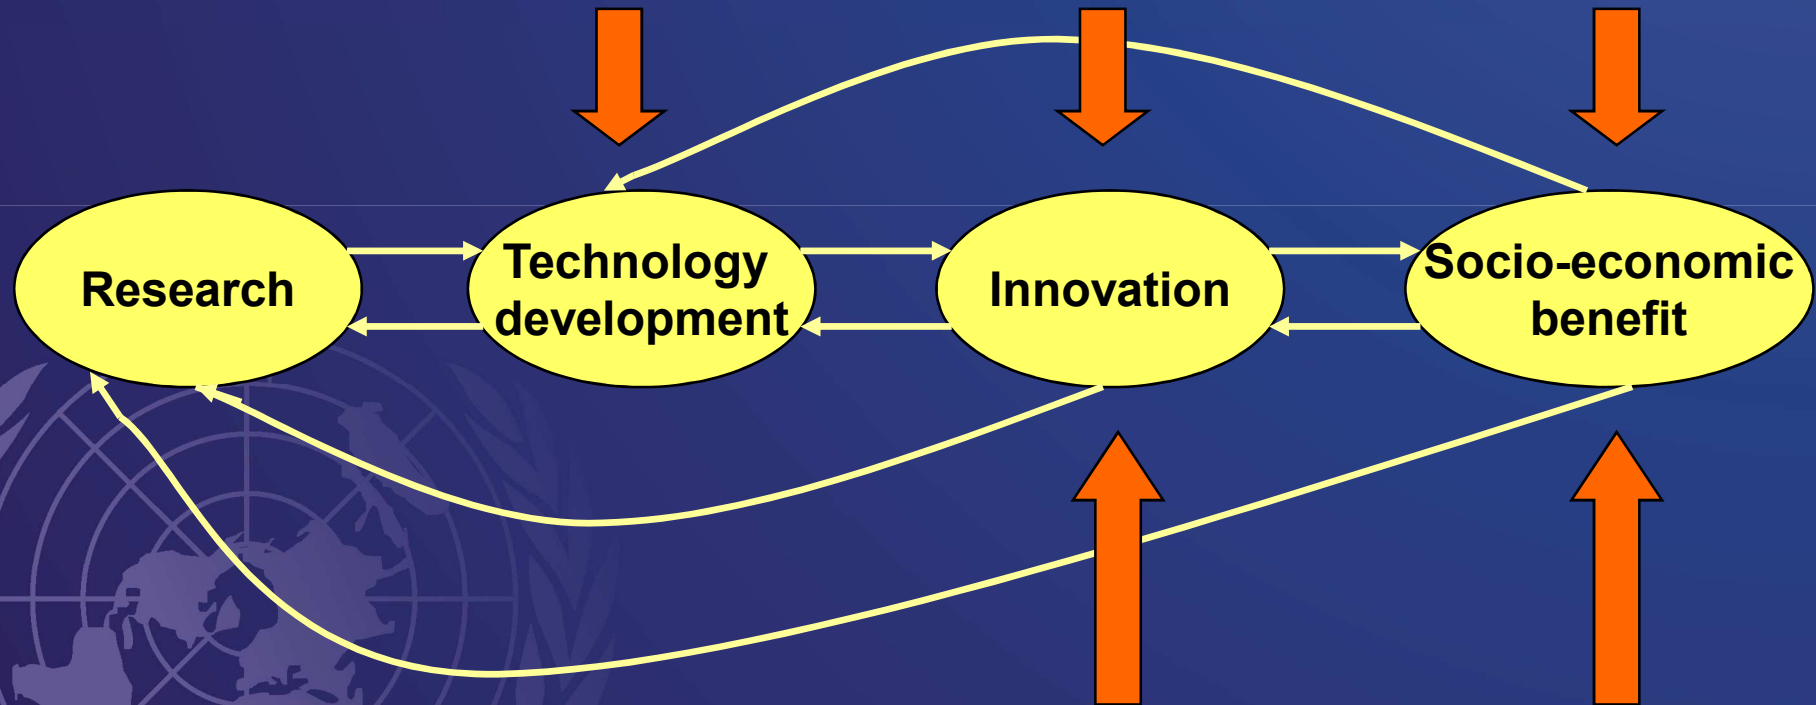 Research
Technology
development
Innovation
Socio-economic
benefit